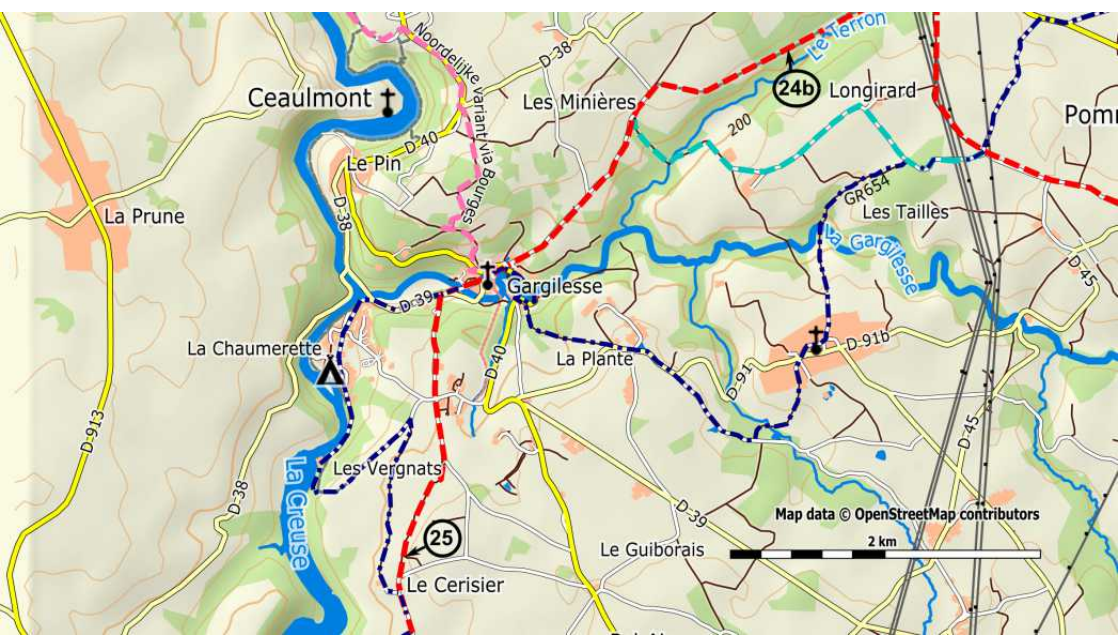 Noordelijke variant via Bourges
D-38
Le Terron
24b
Ceaulmont
Les Minières
Longirard
Pomm
D-40
200
Le Pin
GR654
La Prune
D-38
Les Tailles
La Gargilesse
D-45
Gargilesse
D-39
La Chaumerette
La Plante
D-91b
D-40
D-91
D-913
D-45
Les Vergnats
La Creuse
D-38
D-39
Map data © OpenStreetMap contributors
2 km
25
Le Guiborais
Le Cerisier